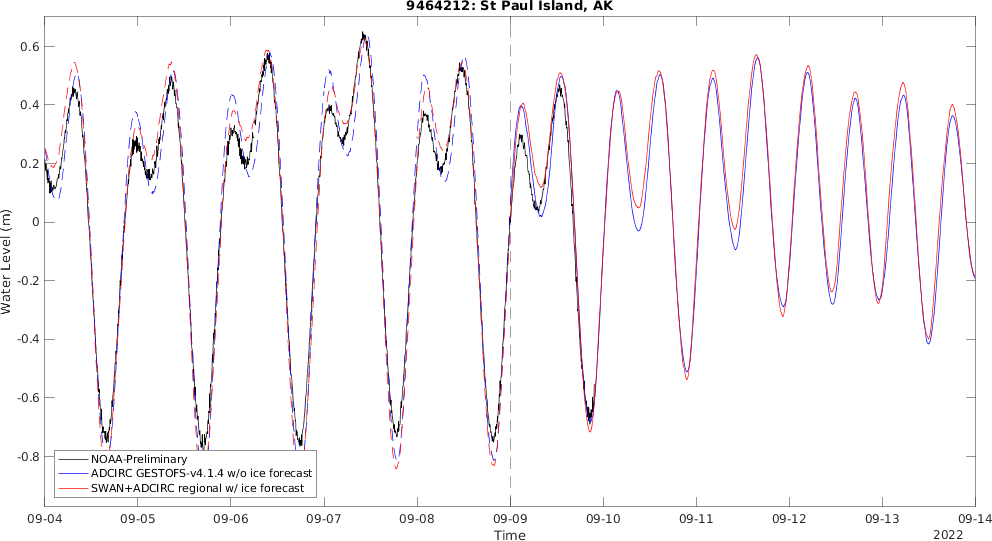 9464212: St Paul Island, AK
Water Level (m)
0.6
0.4
0.2
0
-0.2
-0.4
-0.6
-0.8
NOAA-Preliminary
ADCIRC GESTOFS-v4.1.4 w/o ice forecast
SWAN+ADCIRC regional w/ ice forecast
09-04 09-05 09-06 09-07 09-08 09-09 09-10 09-11 09-12 09-13 09-14
Time
2022